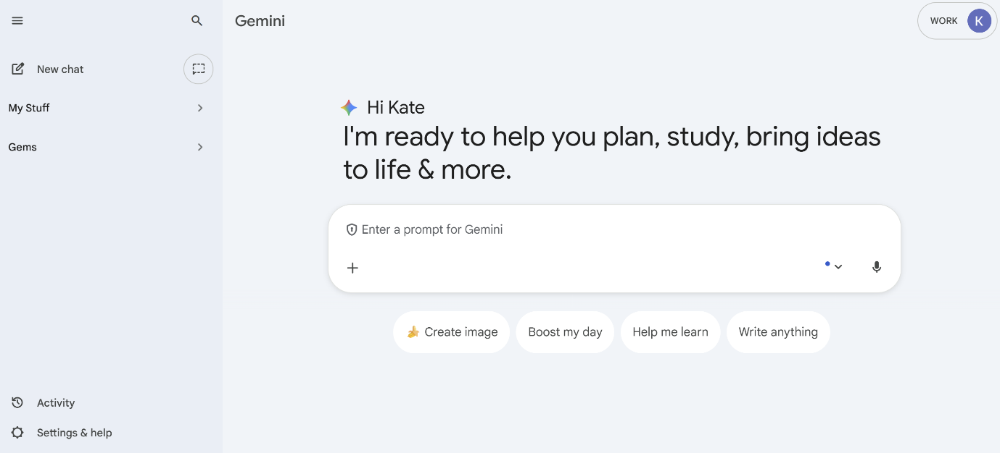 Gemini
WORK
K
New chat
My Stuff
Gems
Hi Kate
I'm ready to help you plan, study, bring ideas
to life & more.
Enter a prompt for Gemini
Create image
Boost my day
Help me learn
Write anything
Activity
Settings & help